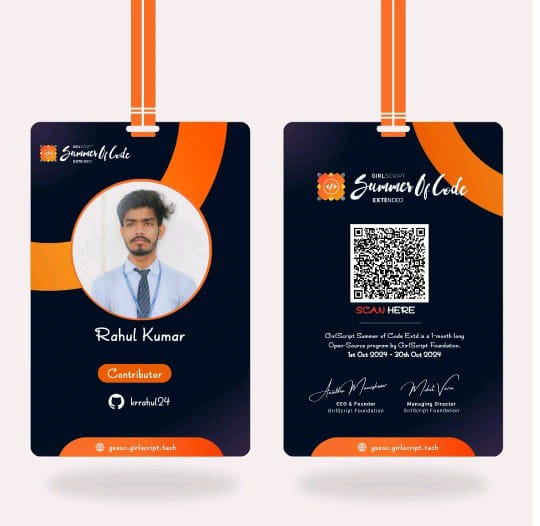 GIRLSCRIPT
Summer Of Code
EXTENDED
Rahul Kumar
Contributor
krrahul24
gssoc.girlscript.tech
GIRLSCRIPT
Summer Of Code
</>
EXTENDED
SCAN HERE
GirlScript Summer of Code Extd is a 1-month long
Open-Source program by GirlScript Foundation.
1st Oct 2024 - 30th Oct 2024
CEO & Founder
GirlScript Foundation
Managing Director
GirlScript Foundation
gssoc.girlscript.tech